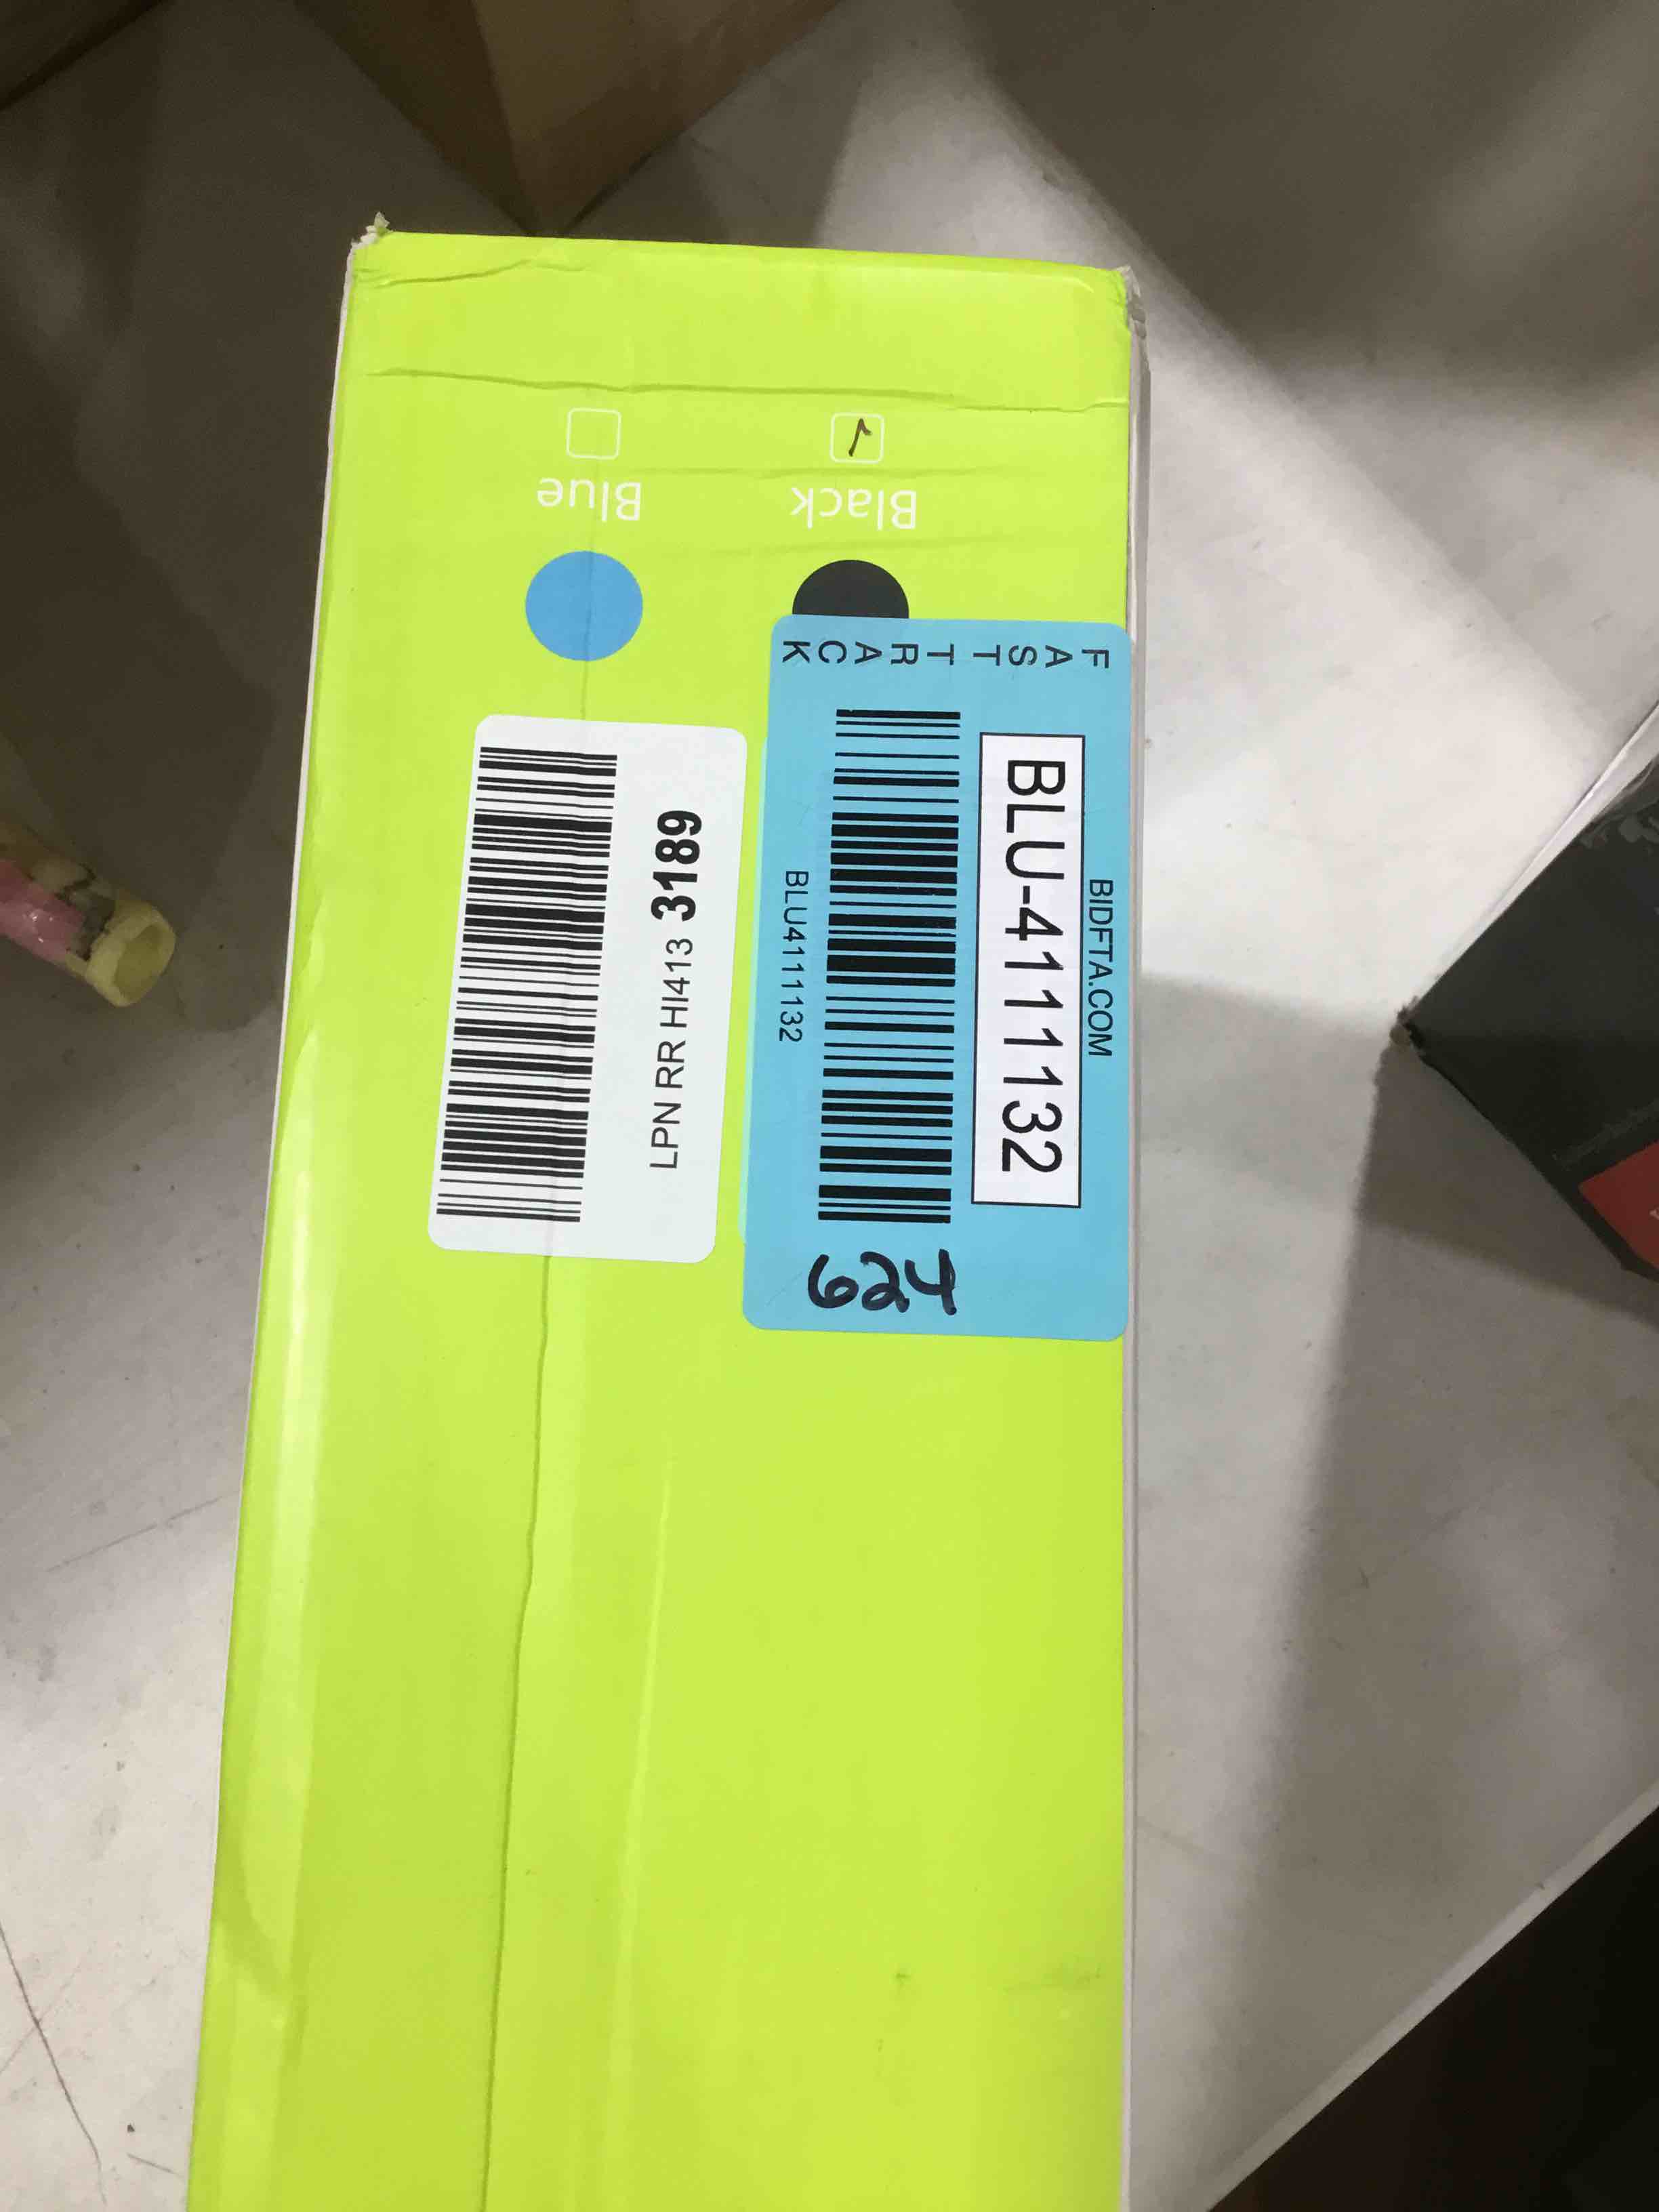 Blue
Black
FAST TRACK
BIDFTA.COM
BLU-4111132
BLU4111132
624
LPN RR HI413 3189